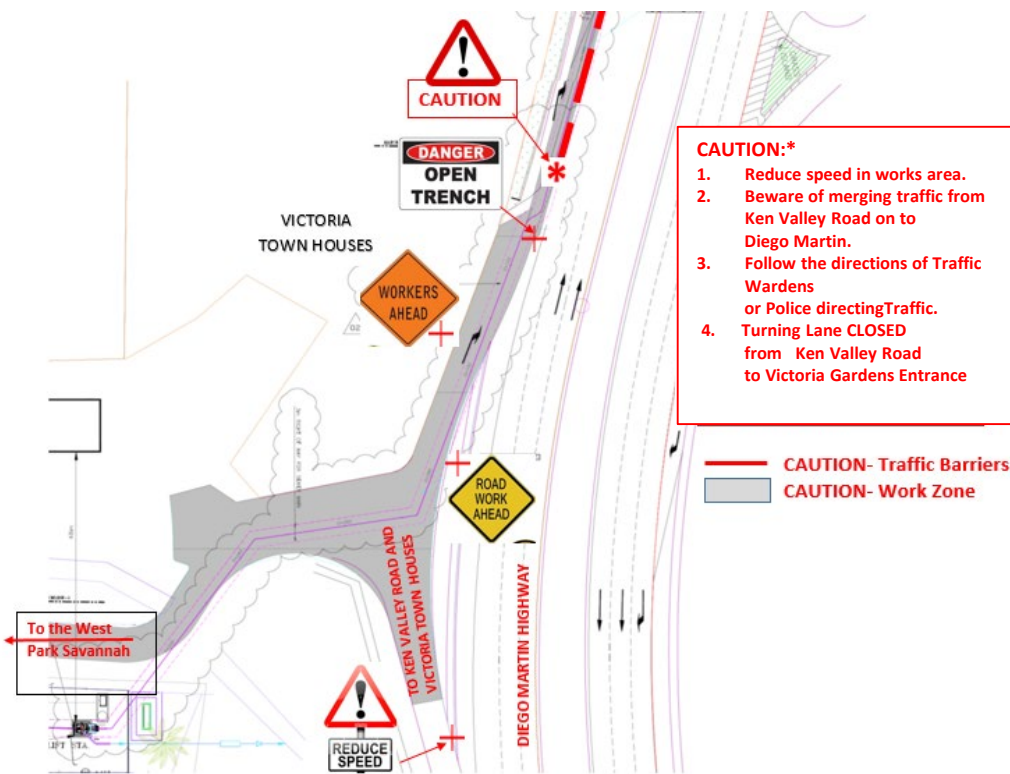 CAUTION
DANGER
OPEN
TRENCH
VICTORIA
TOWN HOUSES
WORKERS
AHEAD
02
ROAD
WORK
AHEAD
TO KEN VALLEY ROAD AND
VICTORIA TOWN HOUSES
DIEGO MARTIN HIGHWAY
To the West
Park Savannah
REDUCE
SPEED
GRASS
ISLAND
CAUTION:*
1. Reduce speed in works area.
2. Beware of merging traffic from
Ken Valley Road on to
Diego Martin.
3. Follow the directions of Traffic
Wardens
or Police directingTraffic.
4. Turning Lane CLOSED
from Ken Valley Road
to Victoria Gardens Entrance
CAUTION- Traffic Barriers
CAUTION- Work Zone